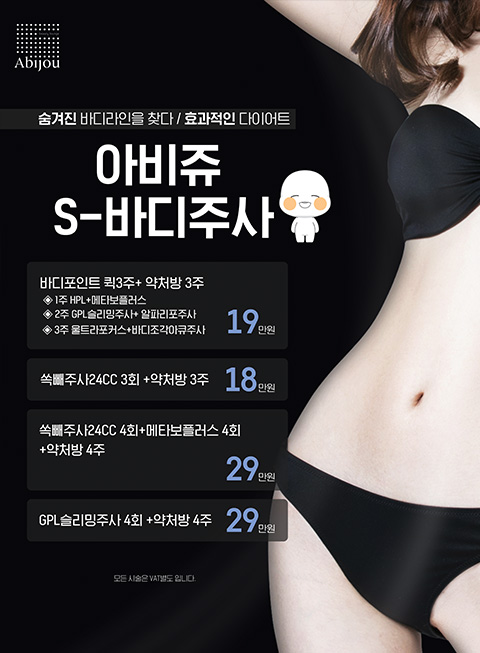 Abijou
숨겨진 바디라인을 찾다 / 효과적인 다이어트
아비쥬
S-바디주사
바디포인트 퀵3주+ 약처방 3주
◈ 1주 HPL+메타보플러스
◈ 2주 GPL슬리밍주사+ 알파리포주사
◈ 3주 울트라포커스+바디조각아큐주사
19만원
쏙빼주사24CC 3회 +약처방 3주
18만원
쏙빼주사24CC 4회+메타보플러스 4회
+약처방 4주
29만원
GPL슬리밍주사 4회 +약처방 4주
29만원
모든 시술은 VAT별도 입니다.